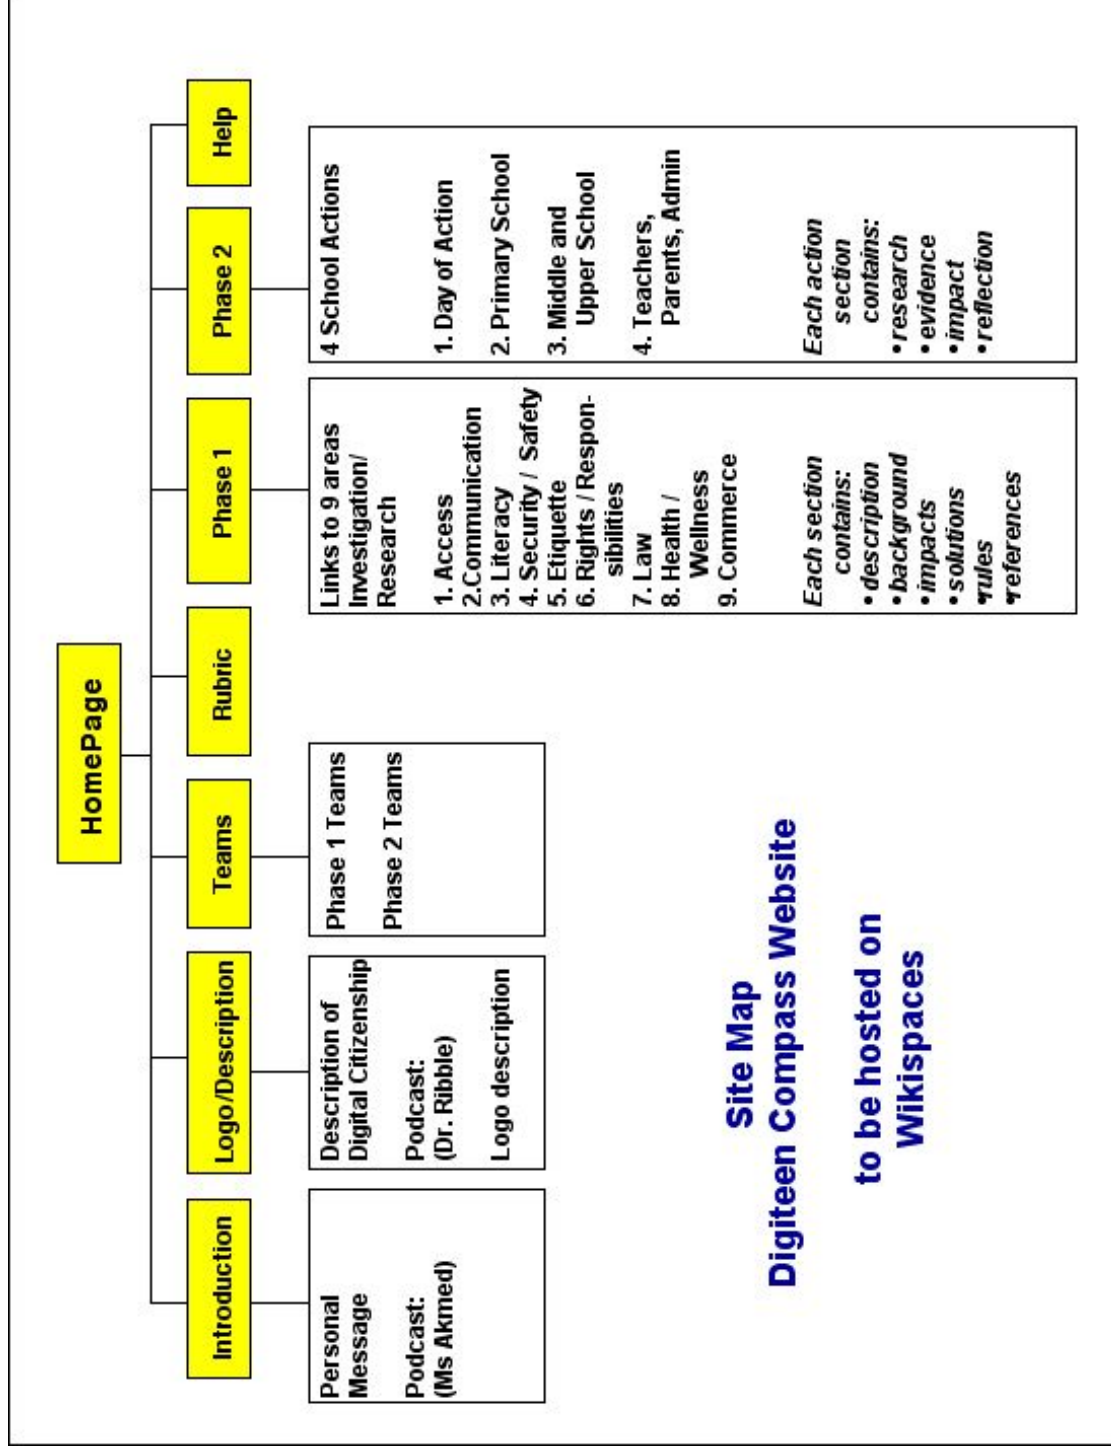 HomePage
Introduction
Logo/Description
Teams
Rubric
Phase 1
Phase 2
Help
Personal
Message
Podcast:
(Ms Akmed)
Description of
Digital Citizenship
Podcast:
(Dr. Ribble)
Logo description
Phase 1 Teams
Phase 2 Teams
Links to 9 areas
Investigation/
Research
1. Access
2.Communication
3. Literacy
4. Security / Safety
5. Etiquette
6. Rights / Respon-
sibilities
7. Law
8. Health /
Wellness
9. Commerce
Each section
contains:
• description
• background
• impacts
• solutions
• rules
• references
4 School Actions
1. Day of Action
2. Primary School
3. Middle and
Upper School
4. Teachers,
Parents, Admin
Each action
section
contains:
• research
• evidence
• impact
• reflection
Site Map
Digiteen Compass Website
to be hosted on
Wikispaces